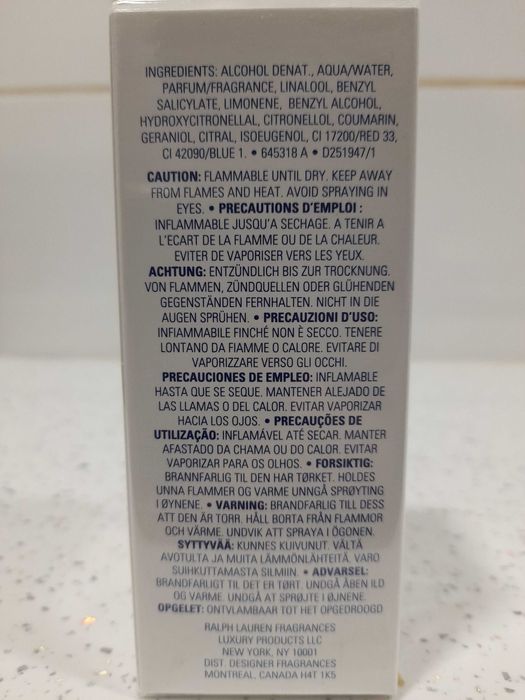 INGREDIENTS: ALCOHOL DENAT., AQUA/WATER,
PARFUM/FRAGRANCE, LINALOOL, BENZYL
SALICYLATE, LIMONENE, BENZYL ALCOHOL,
HYDROXYCITRONELLAL, CITRONELLOL, COUMARIN,
GERANIOL, CITRAL, ISOEUGENOL, CI 17200/RED 33,
CI 42090/BLUE 1. • 645318 A • D251947/1
CAUTION: FLAMMABLE UNTIL DRY. KEEP AWAY
FROM FLAMES AND HEAT. AVOID SPRAYING IN
EYES. • PRECAUTIONS D'EMPLOI :
INFLAMMABLE JUSQU'A SECHAGE. A TENIR A
L'ECART DE LA FLAMME OU DE LA CHALEUR.
EVITER DE VAPORISER VERS LES YEUX.
ACHTUNG: ENTZÜNDLICH BIS ZUR TROCKNUNG.
VON FLAMMEN, ZÜNDQUELLEN ODER GLÜHENDEN
GEGENSTÄNDEN FERNHALTEN. NICHT IN DIE
AUGEN SPRÜHEN. • PRECAUZIONI D'USO:
INFIAMMABILE FINCHÉ NON È SECCO. TENERE
LONTANO DA FIAMME O CALORE. EVITARE DI
VAPORIZZARE VERSO GLI OCCHI.
PRECAUCIONES DE EMPLEO: INFLAMABLE
HASTA QUE SE SEQUE. MANTENER ALEJADO DE
LAS LLAMAS O DEL CALOR. EVITAR VAPORIZAR
HACIA LOS OJOS. • PRECAUÇÕES DE
UTILIZAÇÃO: INFLAMÁVEL ATÉ SECAR. MANTER
AFASTADO DA CHAMA OU DO CALOR. EVITAR
VAPORIZAR PARA OS OLHOS. • FORSIKTIG:
BRANNFARLIG TIL DEN HAR TØRKET. HOLDES
UNNA FLAMMER OG VARME UNNGÅ SPRØYTING
I ØYNENE. • VARNING: BRANDFARLIG TILL DESS
ATT DEN ÄR TORR. HÅLL BORTA FRÅN FLAMMOR
OCH VÄRME. UNDVIK ATT SPRAYA I ÖGONEN.
SYTTYVÄÄ: KUNNES KUIVUNUT. VÄLTÄ
AVOTULTA JA MUITA LÄMMÖNLÄHTEITÄ. VARO
SUIHKUTTAMASTA SILMIIN. • ADVARSEL:
BRANDFARLIGT TIL DET ER TØRT. UNDGÅ ÅBEN ILD
OG VARME. UNDGÅ AT SPRØJTE I ØJNENE.
OPGELET: ONTVLAMBAAR TOT HET OPGEDROOGD
RALPH LAUREN FRAGRANCES
LUXURY PRODUCTS LLC
NEW YORK, NY 10001
DIST. DESIGNER FRAGRANCES
MONTREAL, CANADA H4T 1K5